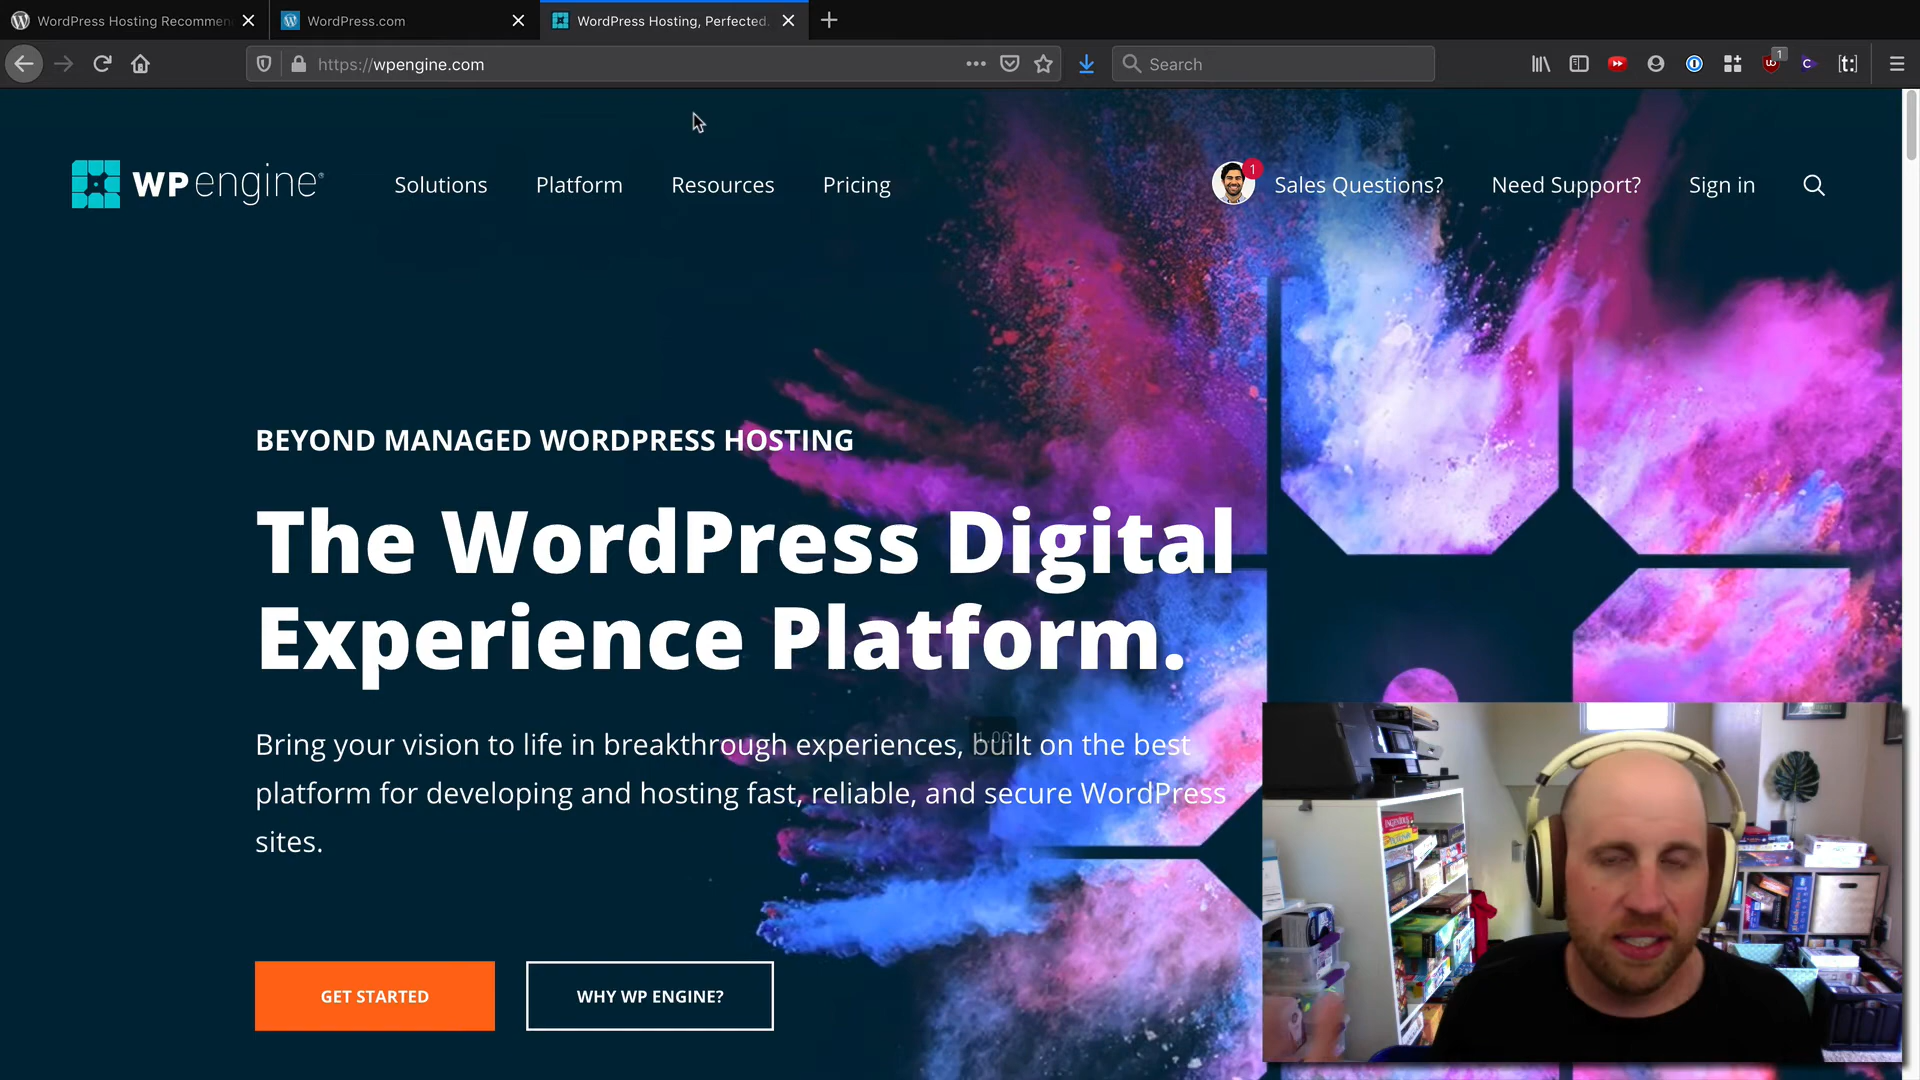 WordPress Hosting Recommen
WordPress.com
WordPress Hosting, Perfected.
https://wpengine.com
Search
1
WP engine®
Solutions
Platform
Resources
Pricing
1
Sales Questions?
Need Support?
Sign in
BEYOND MANAGED WORDPRESS HOSTING
The WordPress Digital
Experience Platform.
Bring your vision to life in breakthrough experiences, built on the best
platform for developing and hosting fast, reliable, and secure WordPress
sites.
GET STARTED
WHY WP ENGINE?